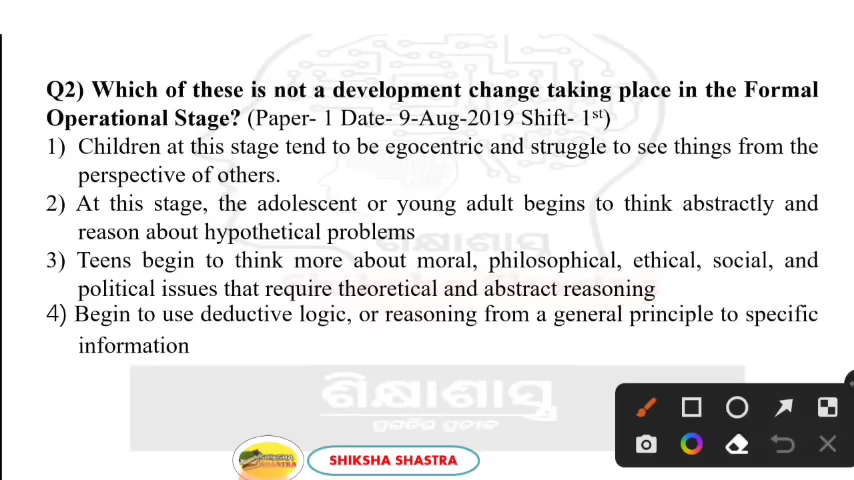 Q2) Which of these is not a development change taking place in the Formal
Operational Stage? (Paper- 1 Date- 9-Aug-2019 Shift- 1st)
1) Children at this stage tend to be egocentric and struggle to see things from the
perspective of others.
2) At this stage, the adolescent or young adult begins to think abstractly and
reason about hypothetical problems
3) Teens begin to think more about moral, philosophical, ethical, social, and
political issues that require theoretical and abstract reasoning
4) Begin to use deductive logic, or reasoning from a general principle to specific
information
ଶିକ୍ଷାଶାସ୍ତ୍ର
SHIKSHA
SHASTRA
SHIKSHA SHASTRA